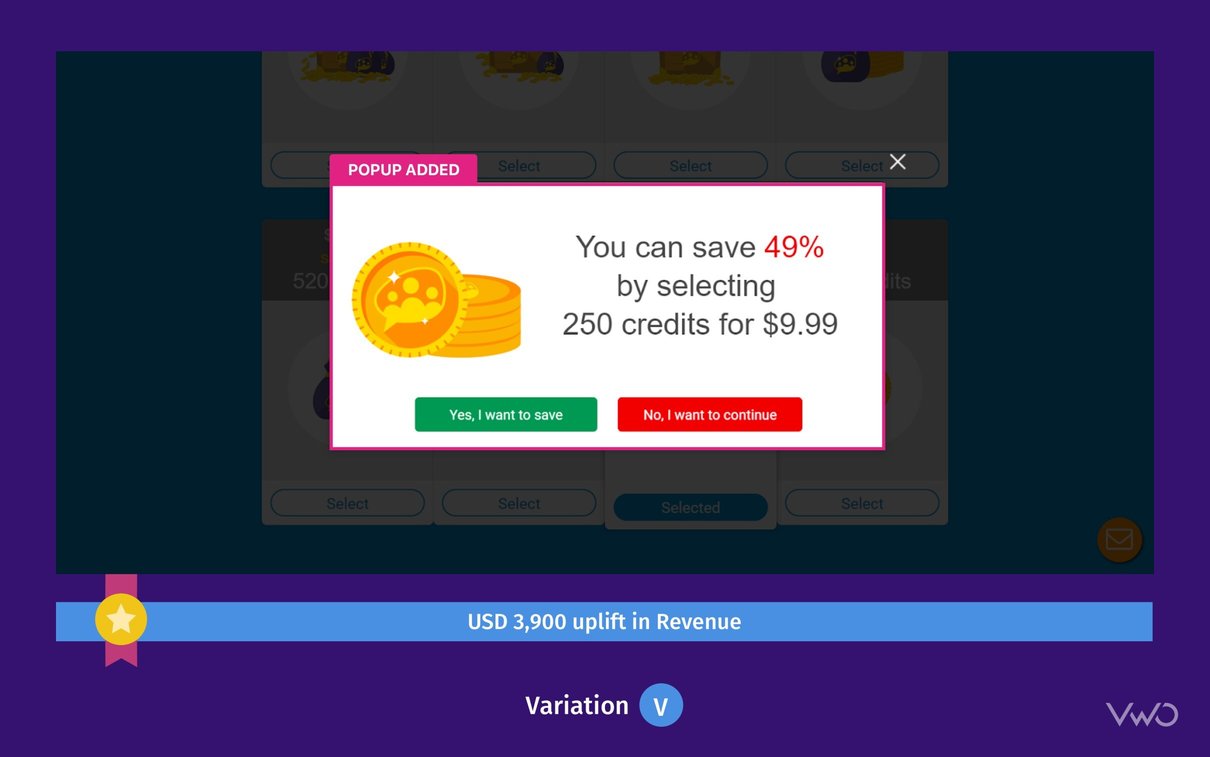 Select
Select
Select
POPUP ADDED
You can save 49%
by selecting
250 credits for $9.99
520
Yes, I want to save
No, I want to continue
Select
Select
Selected
Select
USD 3,900 uplift in Revenue
Variation V
VWO